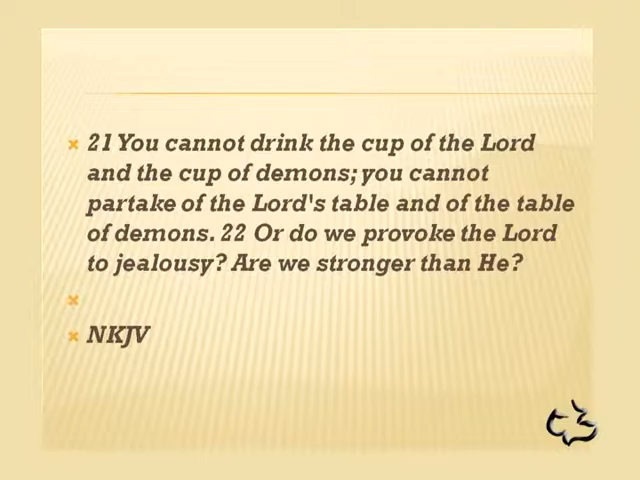 21 You cannot drink the cup of the Lord
and the cup of demons; you cannot
partake of the Lord's table and of the table
of demons. 22 Or do we provoke the Lord
to jealousy? Are we stronger than He?
NKJV